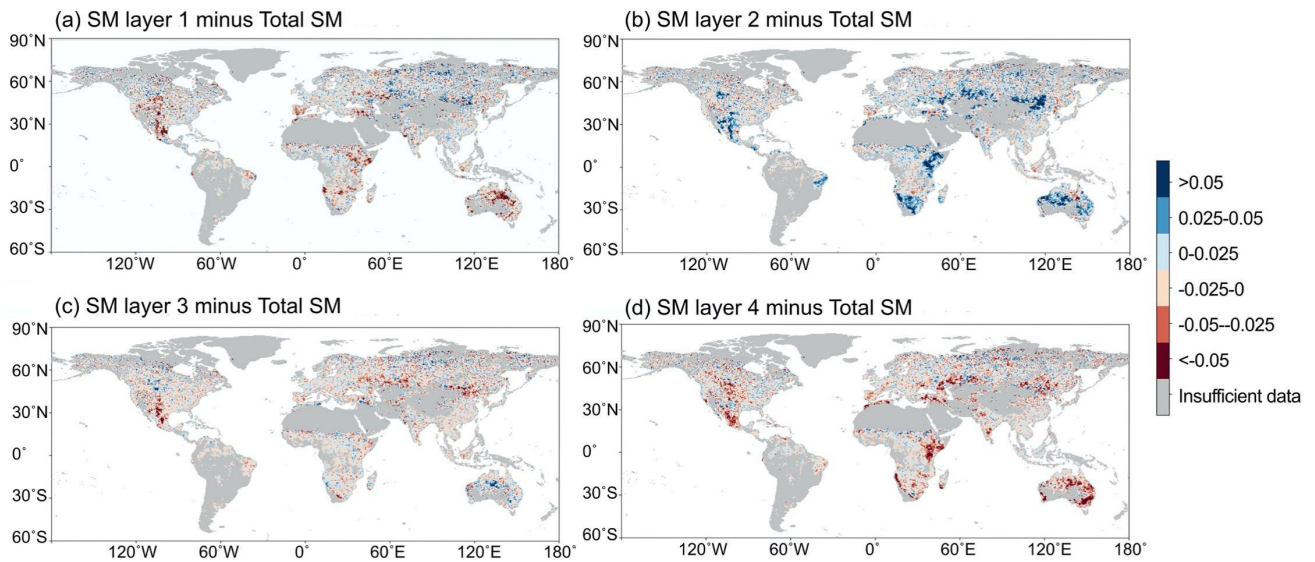 (a) SM layer 1 minus Total SM
90˚N
60˚N
30˚N
0˚
30˚S
60˚S
120˚W 60˚W 0˚ 60˚E 120˚E 180˚
(b) SM layer 2 minus Total SM
90˚N
60˚N
30˚N
0˚
30˚S
60˚S
120˚W 60˚W 0˚ 60˚E 120˚E 180˚
(c) SM layer 3 minus Total SM
90˚N
60˚N
30˚N
0˚
30˚S
60˚S
120˚W 60˚W 0˚ 60˚E 120˚E 180˚
(d) SM layer 4 minus Total SM
90˚N
60˚N
30˚N
0˚
30˚S
60˚S
120˚W 60˚W 0˚ 60˚E 120˚E 180˚
>0.05
0.025-0.05
0-0.025
-0.025-0
-0.05--0.025
<-0.05
Insufficient data